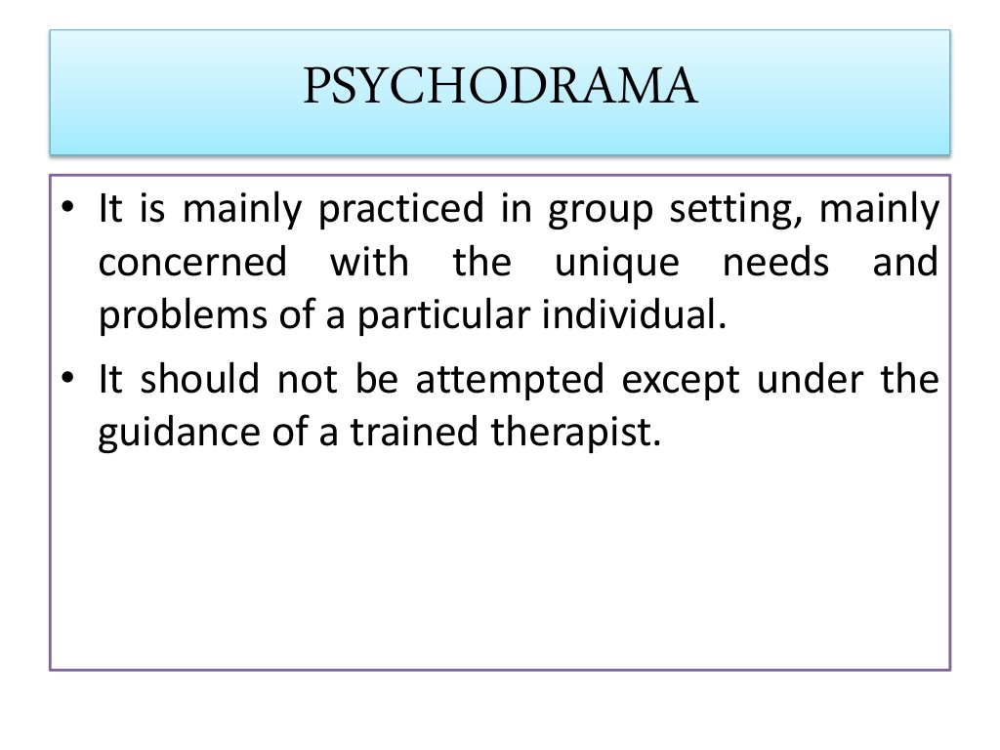 PSYCHODRAMA
• It is mainly practiced in group setting, mainly
concerned with the unique needs and
problems of a particular individual.
• It should not be attempted except under the
guidance of a trained therapist.